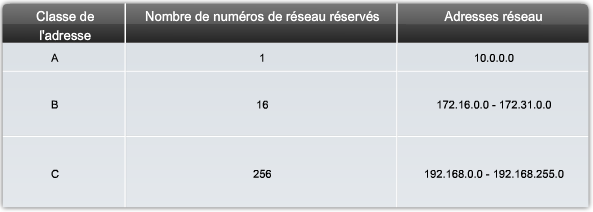 Classe de l'adresse
Nombre de numéros de réseau réservés
Adresses réseau
A
1
10.0.0.0
B
16
172.16.0.0 - 172.31.0.0
C
256
192.168.0.0 - 192.168.255.0